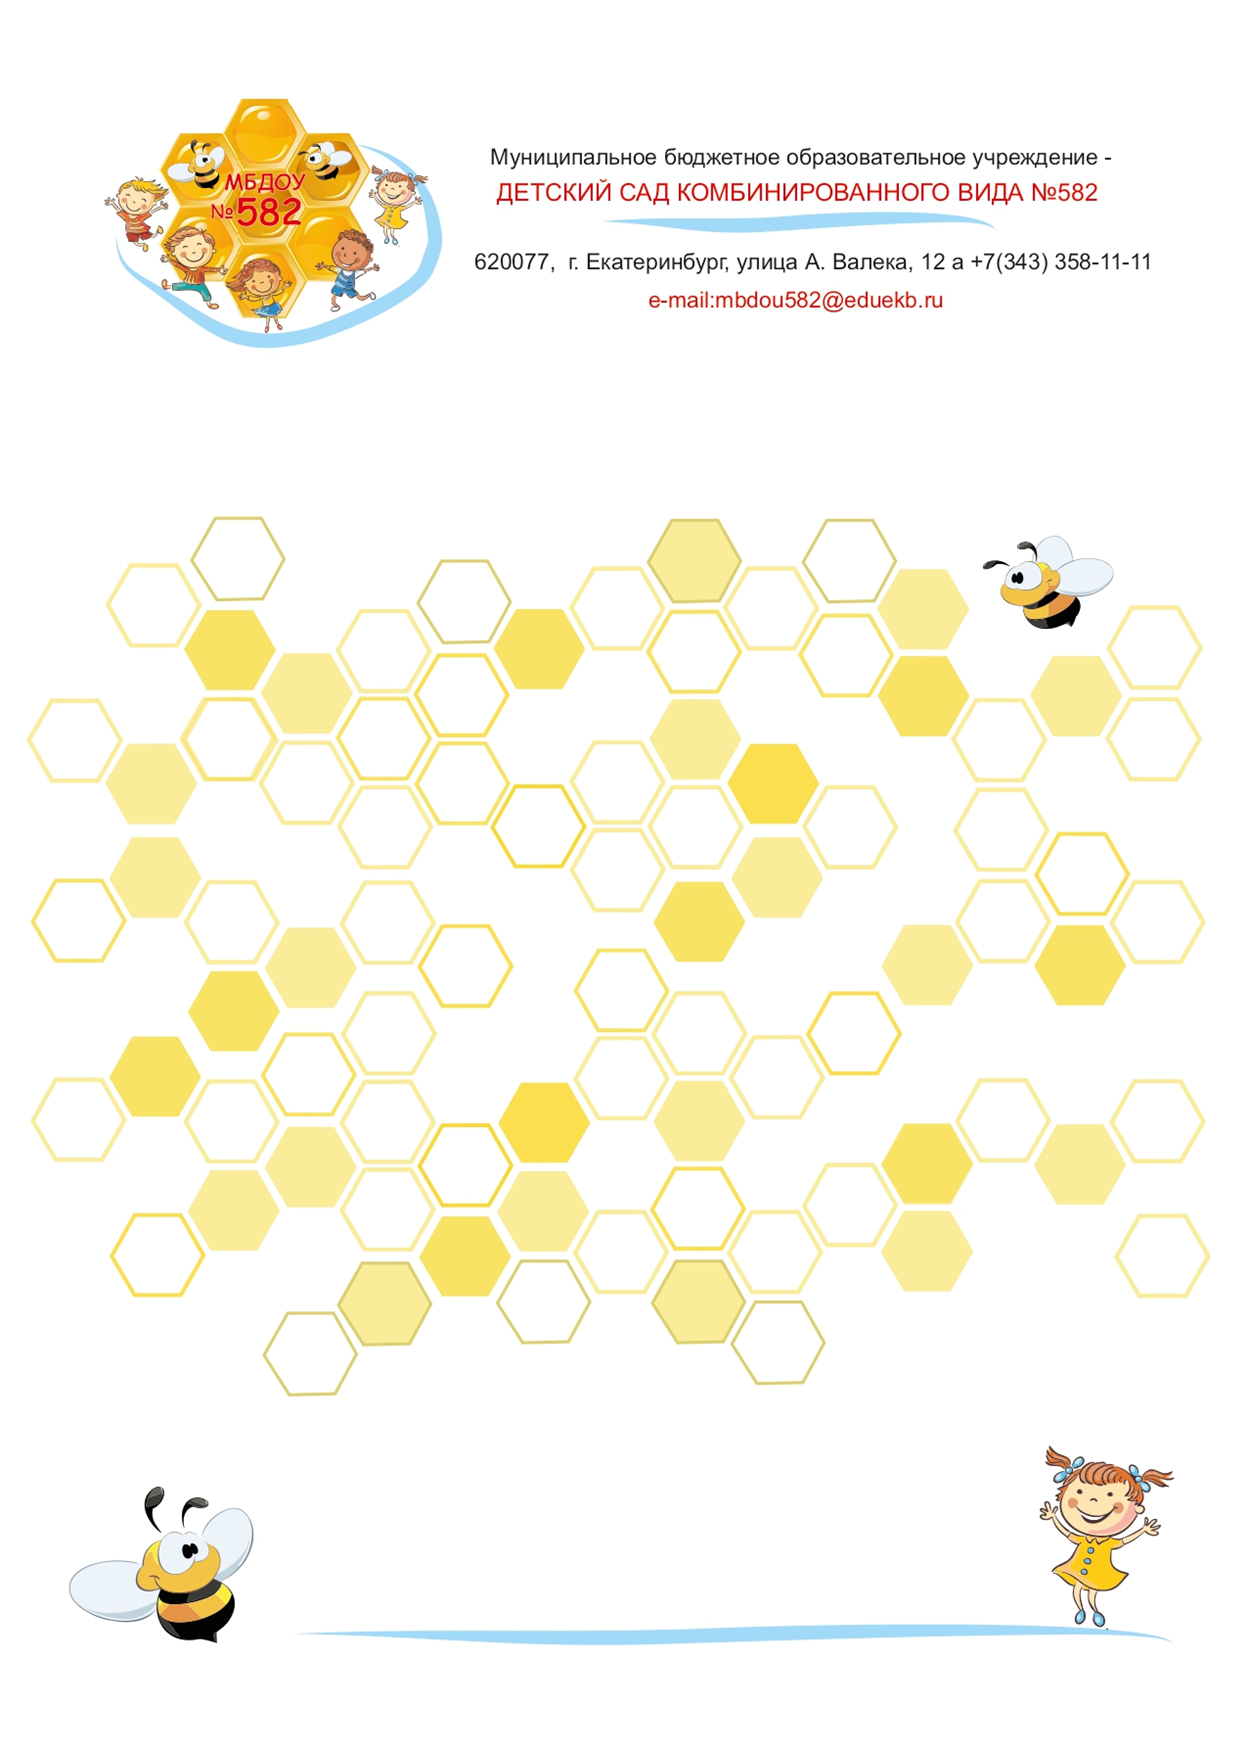 МБДОУ
№582
Муниципальное бюджетное образовательное учреждение -
ДЕТСКИЙ САД КОМБИНИРОВАННОГО ВИДА №582
620077,  г. Екатеринбург, улица А. Валека, 12 а +7(343) 358-11-11
e-mail:mbdou582@eduekb.ru